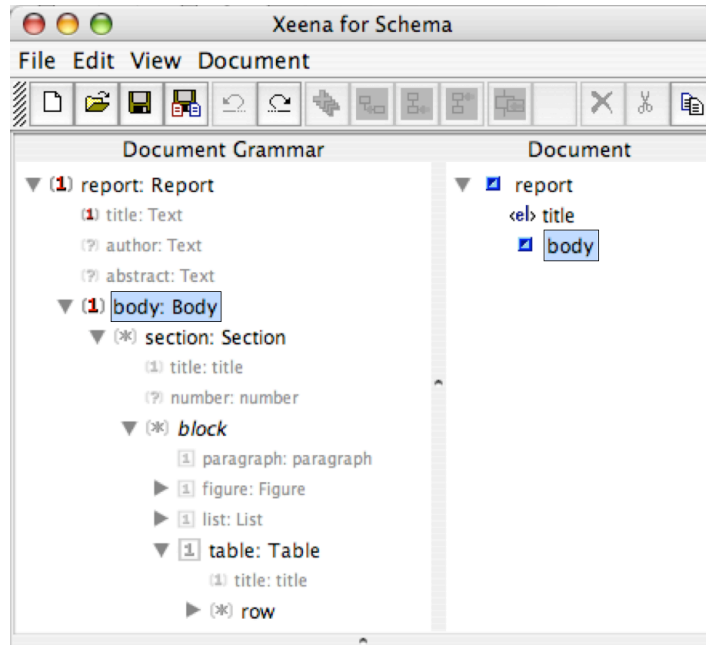 Xeena for Schema
File Edit View Document
Document Grammar
(1) report: Report
(1) title: Text
(?) author: Text
(?) abstract: Text
(1) body: Body
(*) section: Section
(1) title: title
(?) number: number
(*) block
1 paragraph: paragraph
1 figure: Figure
1 list: List
1 table: Table
(1) title: title
(*) row
Document
report
<el> title
body